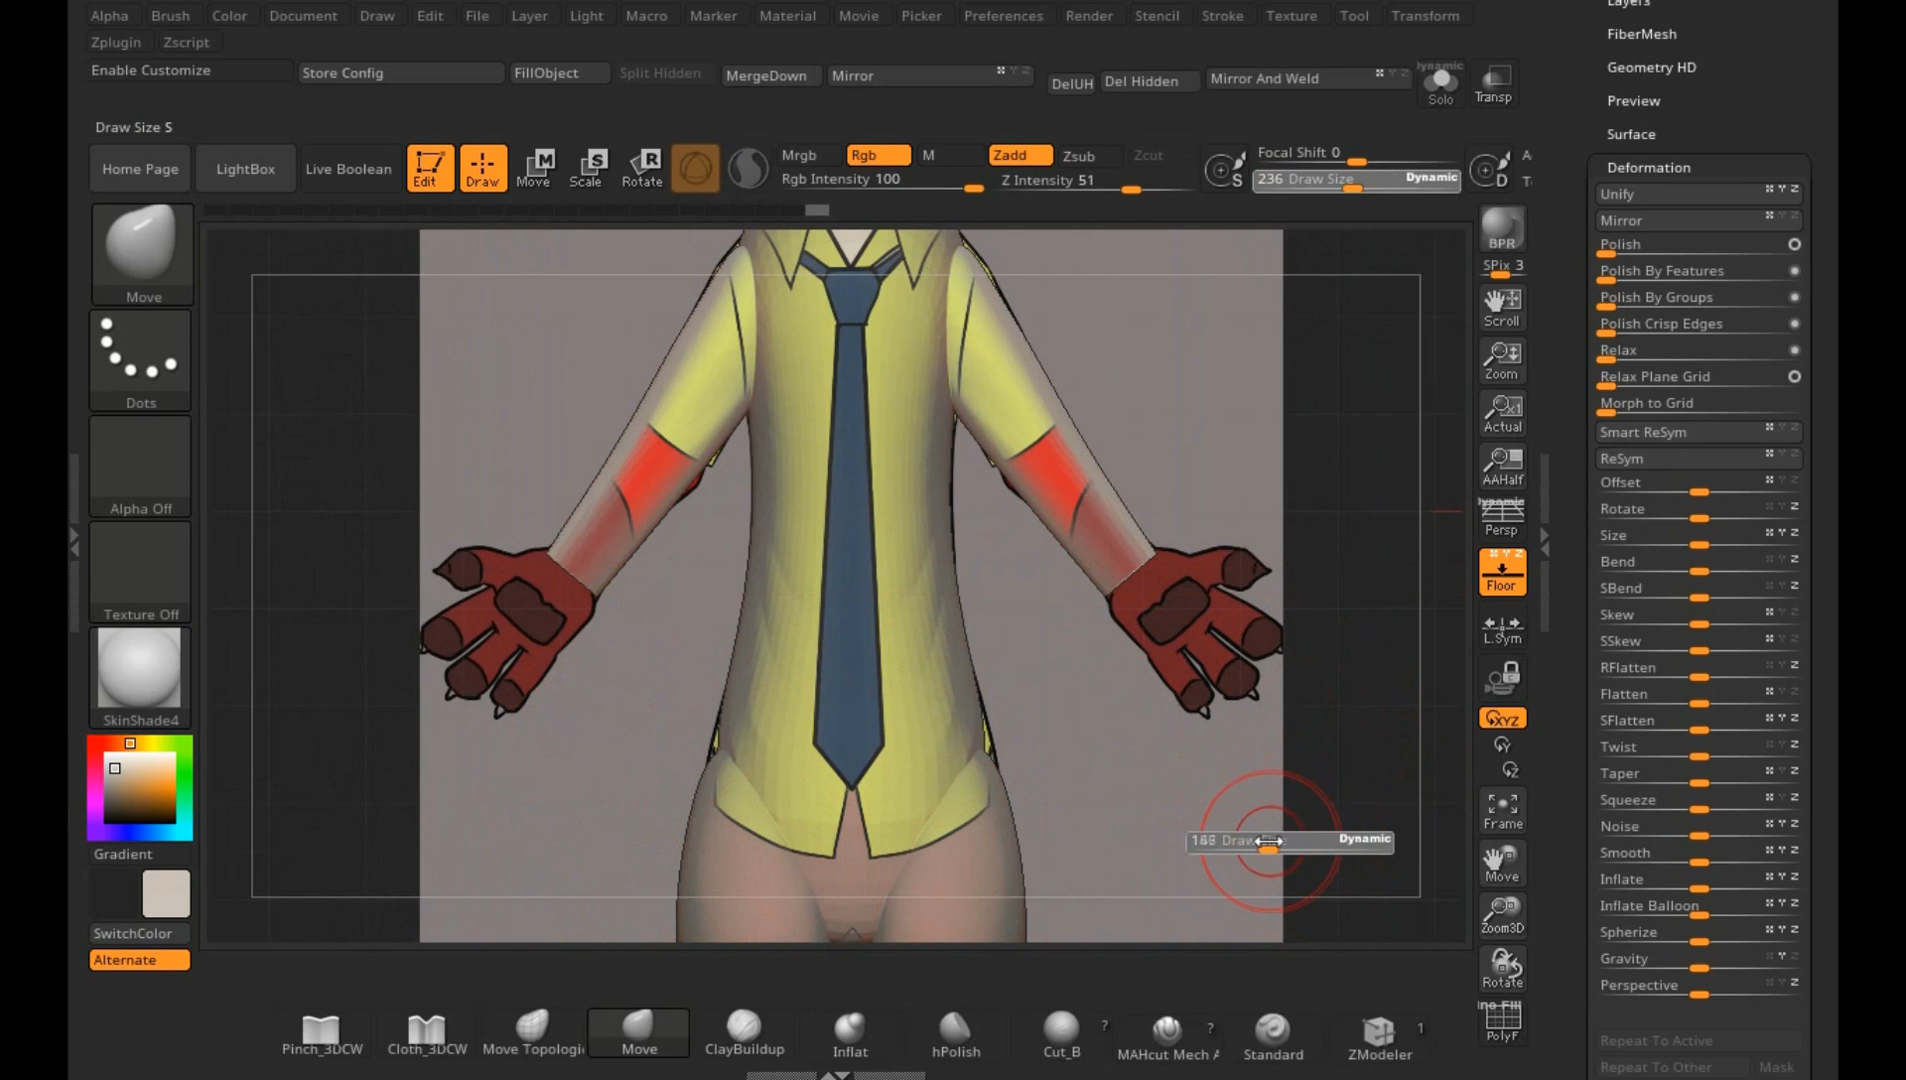 Alpha Brush Color Document Draw Edit File Layer Light Macro Marker Material Movie Picker Preferences Render Stencil Stroke Texture Tool Transform
Zplugin Zscript
Enable Customize Store Config FillObject Split Hidden MergeDown Mirror DelUH Del Hidden Mirror And Weld Dynamic Solo Transp
Draw Size S
Home Page LightBox Live Boolean Edit Draw Move Scale Rotate Mrgb Rgb M Zadd Zsub Zcut Focal Shift 0
Rgb Intensity 100 Z Intensity 51 236 Draw Size Dynamic
Move
Dots
Alpha Off
Texture Off
SkinShade4
Gradient
SwitchColor
Alternate
Dynamic
BPR
SPix 3
Scroll
Zoom
Actual
AAHalf
Dynamic
Persp
Floor
L.Sym
XYZ
Y
Z
Frame
Move
Zoom3D
Rotate
PolyF
Layers
FiberMesh
Geometry HD
Preview
Surface
Deformation
Unify
Mirror
Polish
Polish By Features
Polish By Groups
Polish Crisp Edges
Relax
Relax Plane Grid
Morph to Grid
Smart ReSym
ReSym
Offset
Rotate
Size
Bend
SBend
Skew
SSkew
RFlatten
Flatten
SFlatten
Twist
Taper
Squeeze
Noise
Smooth
Inflate
Inflate Balloon
Spherize
Gravity
Perspective
Repeat To Active
Repeat To Other Mask
Pinch_3DCW Cloth_3DCW Move Topologi Move ClayBuildup Inflat hPolish Cut_B ? MAHcut Mech A ? Standard ZModeler 1